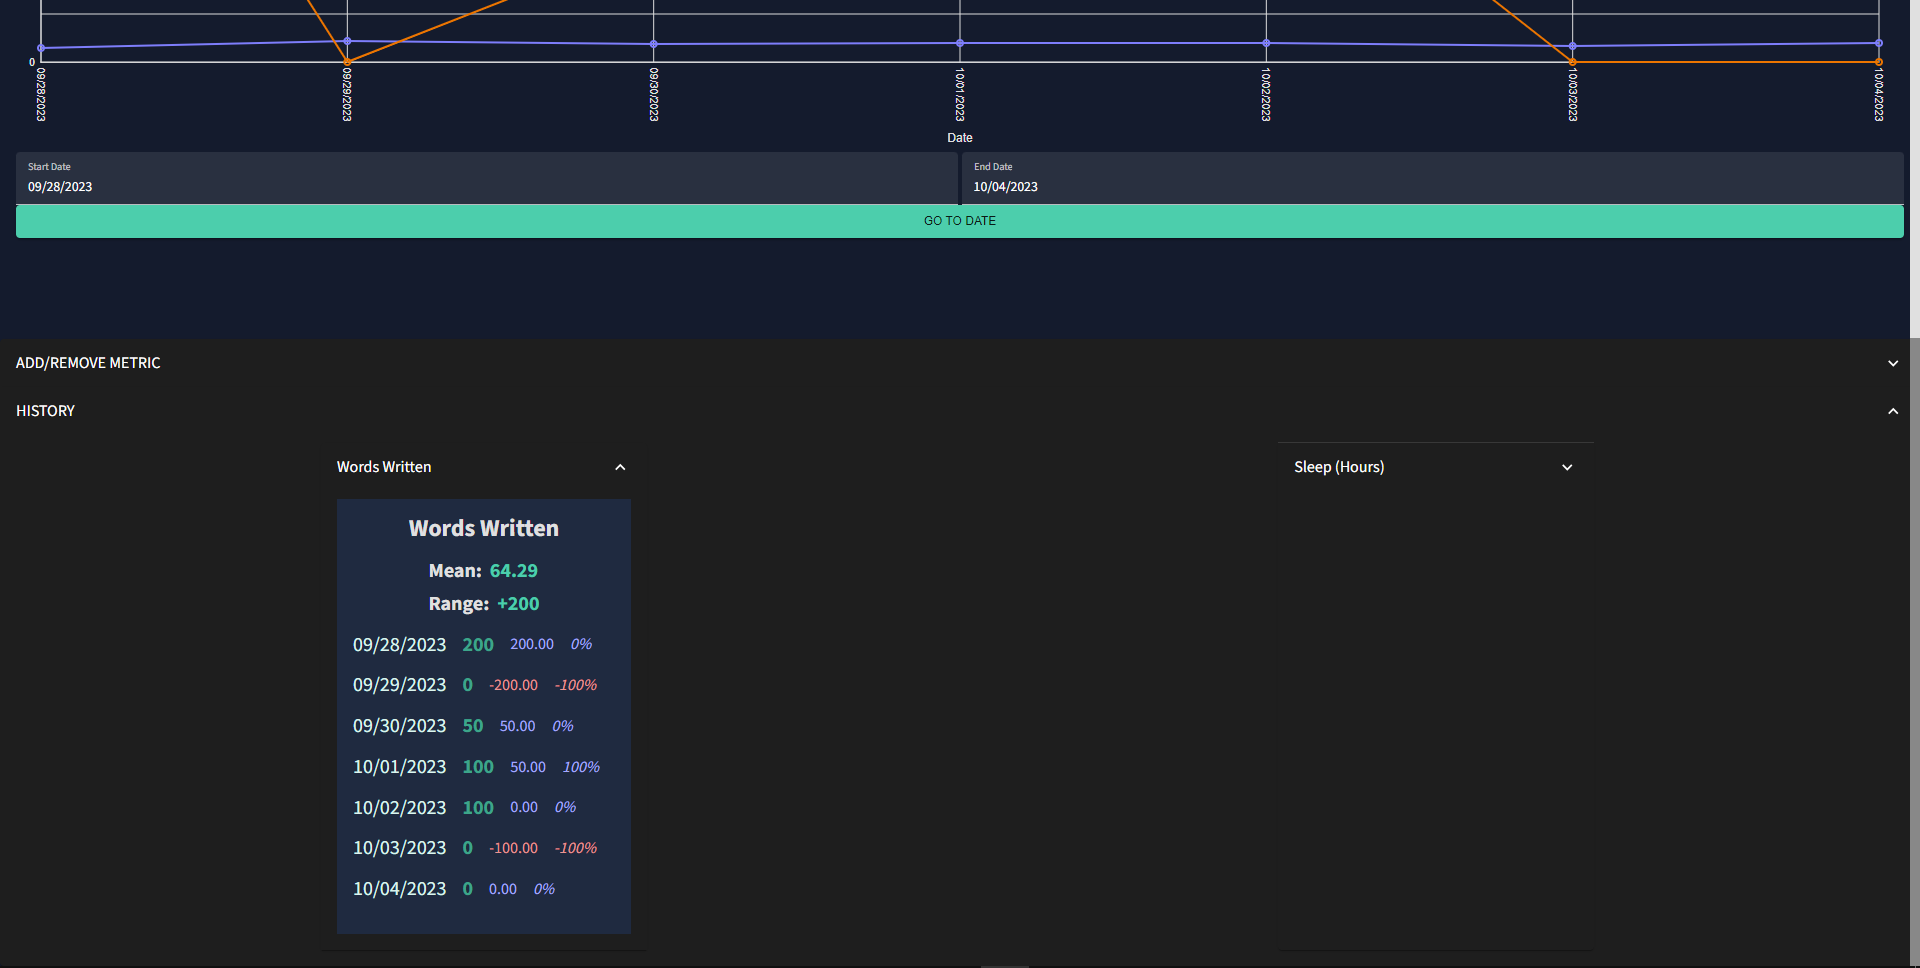 0
09/28/2023
09/29/2023
09/30/2023
10/01/2023
10/02/2023
10/03/2023
10/04/2023
Date
Start Date
09/28/2023
End Date
10/04/2023
GO TO DATE
ADD/REMOVE METRIC
HISTORY
Words Written
Sleep (Hours)
Words Written
Mean: 64.29
Range: +200
09/28/2023 200 200.00 0%
09/29/2023 0 -200.00 -100%
09/30/2023 50 50.00 0%
10/01/2023 100 50.00 100%
10/02/2023 100 0.00 0%
10/03/2023 0 -100.00 -100%
10/04/2023 0 0.00 0%